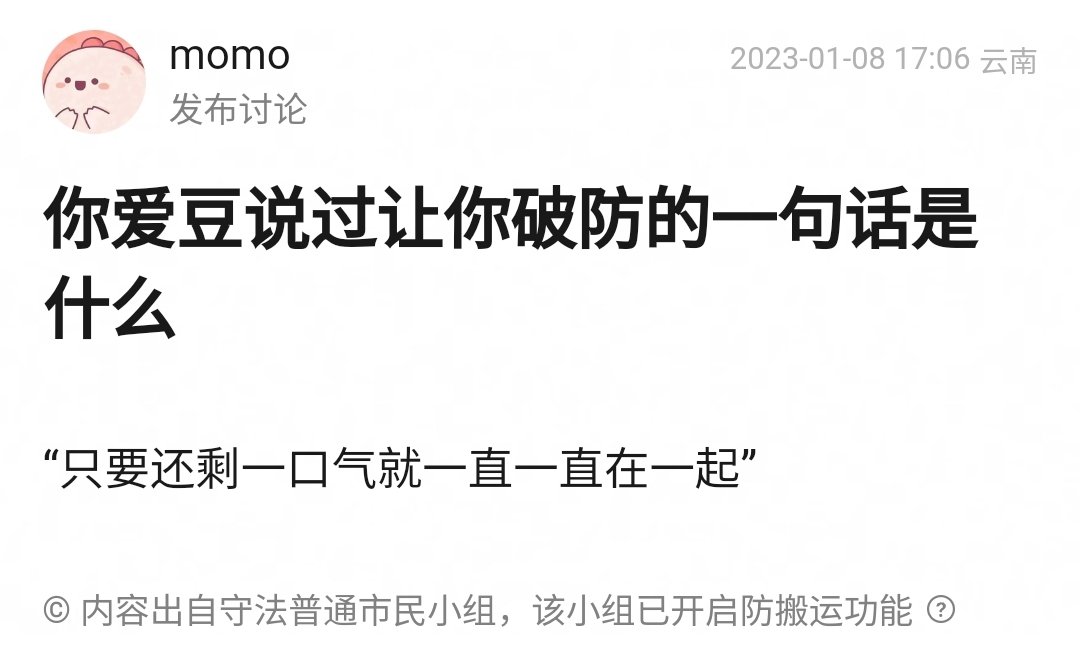 momo
2023-01-08 17:06 云南
发布讨论
你爱豆说过让你破防的一句话是
什么
“只要还剩一口气就一直一直在一起”
© 内容出自守法普通市民小组，该小组已开启防搬运功能 ?